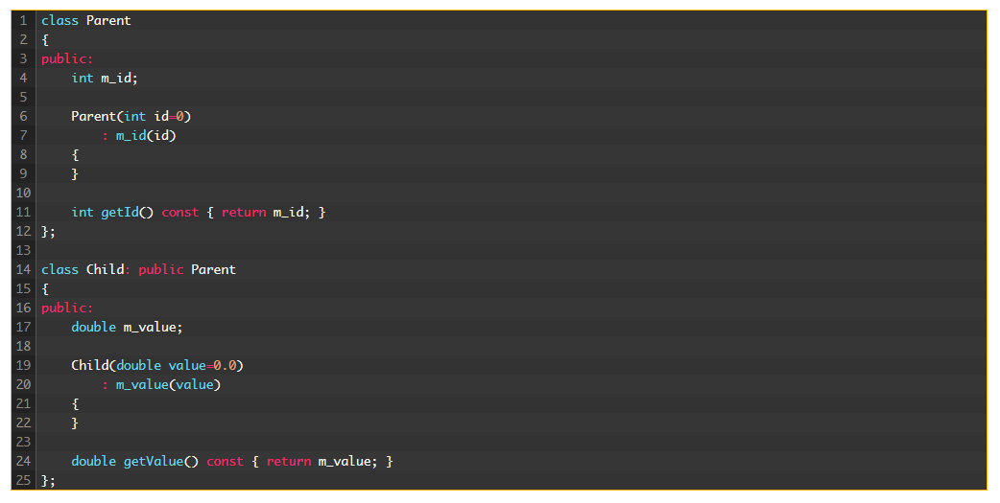 1 class Parent
2 {
3 public:
4     int m_id;
5
6     Parent(int id=0)
7         : m_id(id)
8     {
9     }
10
11     int getId() const { return m_id; }
12 };
13
14 class Child: public Parent
15 {
16 public:
17     double m_value;
18
19     Child(double value=0.0)
20         : m_value(value)
21     {
22     }
23
24     double getValue() const { return m_value; }
25 };